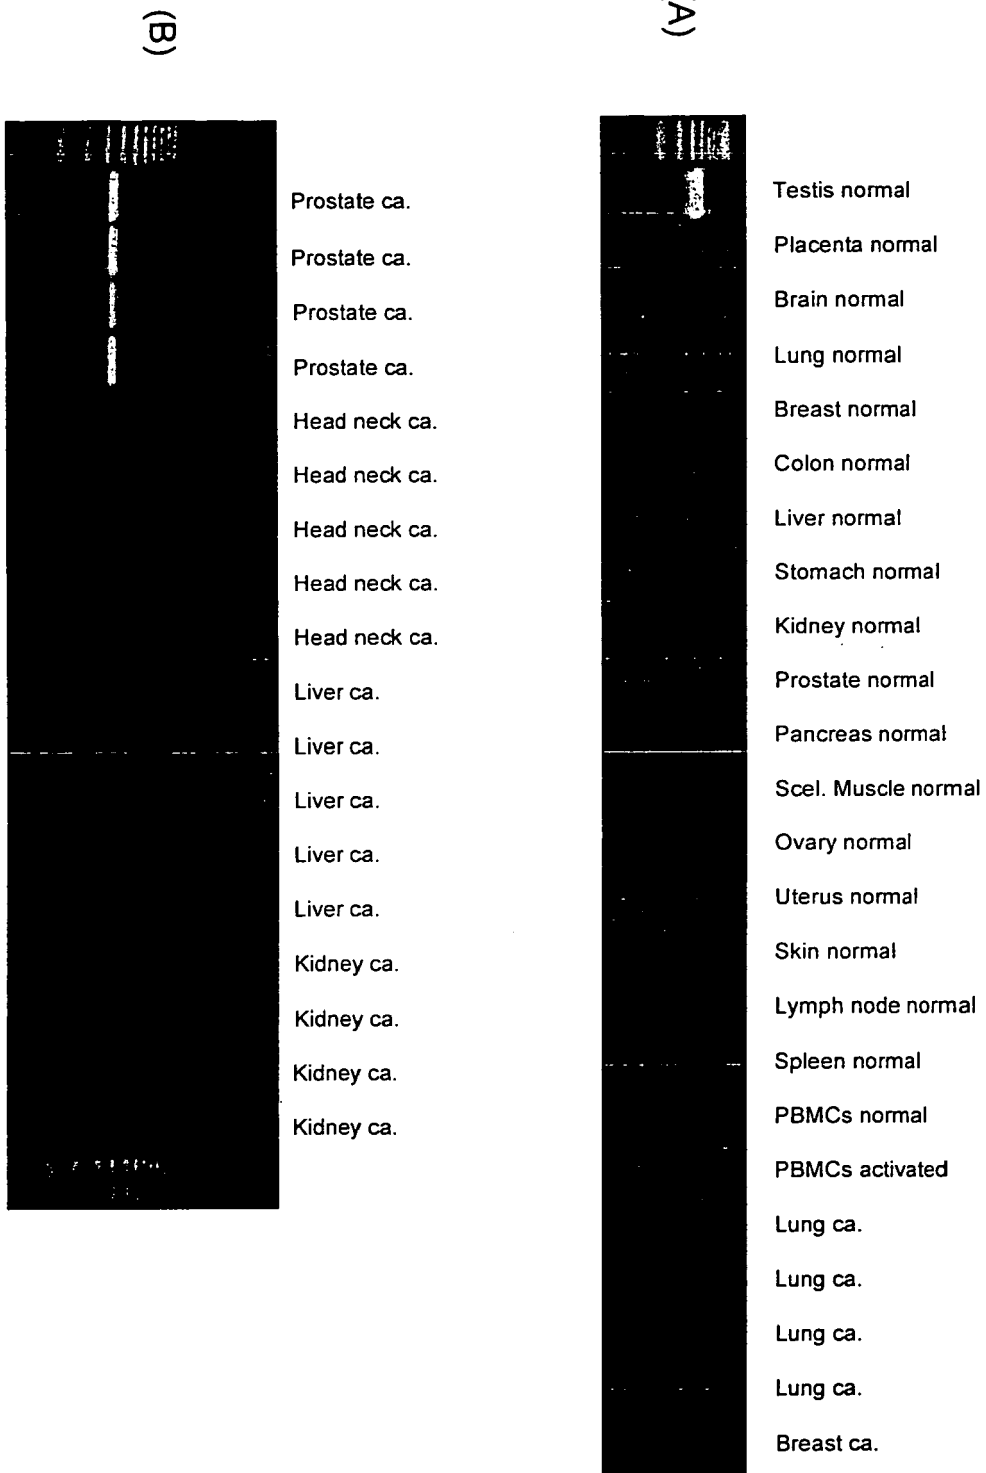 (B)
Prostate ca.
Prostate ca.
Prostate ca.
Prostate ca.
Head neck ca.
Head neck ca.
Head neck ca.
Head neck ca.
Head neck ca.
Liver ca.
Liver ca.
Liver ca.
Liver ca.
Liver ca.
Kidney ca.
Kidney ca.
Kidney ca.
Kidney ca.
A)
Testis normal
Placenta normal
Brain normal
Lung normal
Breast normal
Colon normal
Liver normal
Stomach normal
Kidney normal
Prostate normal
Pancreas normal
Scel. Muscle normal
Ovary normal
Uterus normal
Skin normal
Lymph node normal
Spleen normal
PBMCs normal
PBMCs activated
Lung ca.
Lung ca.
Lung ca.
Lung ca.
Breast ca.